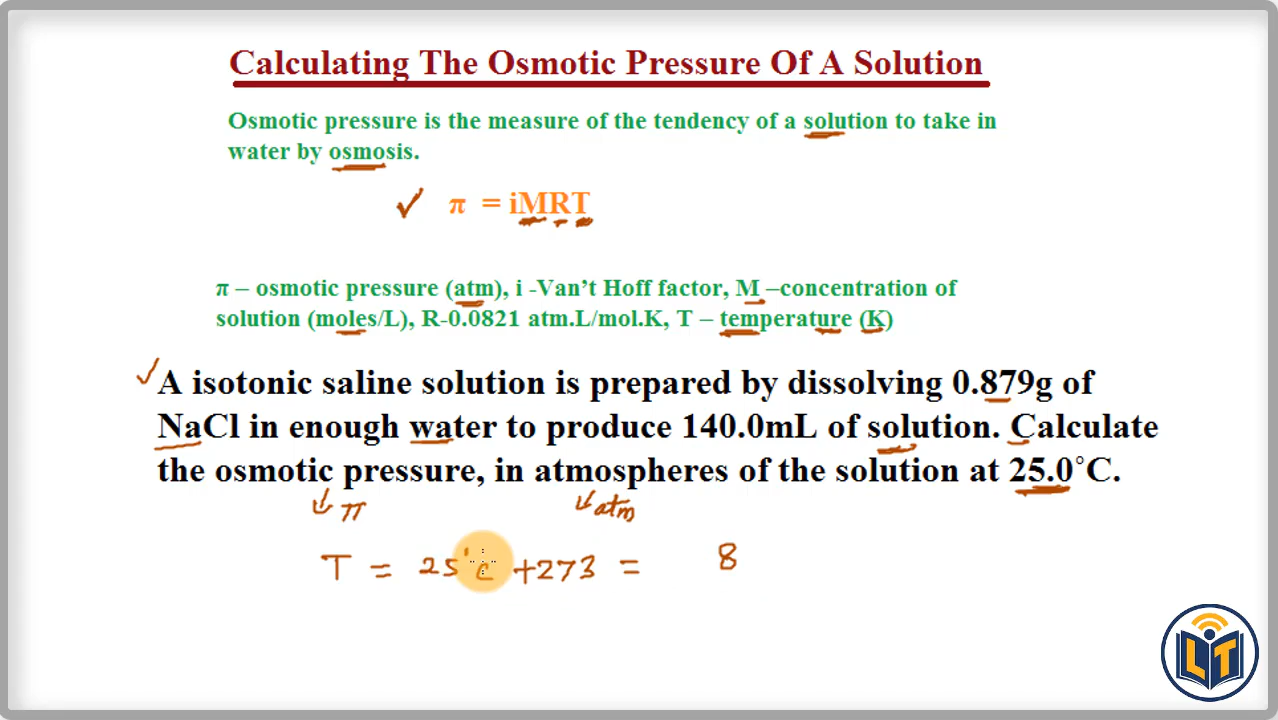 Calculating The Osmotic Pressure Of A Solution
Osmotic pressure is the measure of the tendency of a solution to take in
water by osmosis.
✓ π = iMRT
π – osmotic pressure (atm), i -Van’t Hoff factor, M –concentration of
solution (moles/L), R-0.0821 atm.L/mol.K, T – temperature (K)
✓A isotonic saline solution is prepared by dissolving 0.879g of
NaCl in enough water to produce 140.0mL of solution. Calculate
the osmotic pressure, in atmospheres of the solution at 25.0°C.
↓ π ↓ atm
T = 25°C +273 = 8
LT